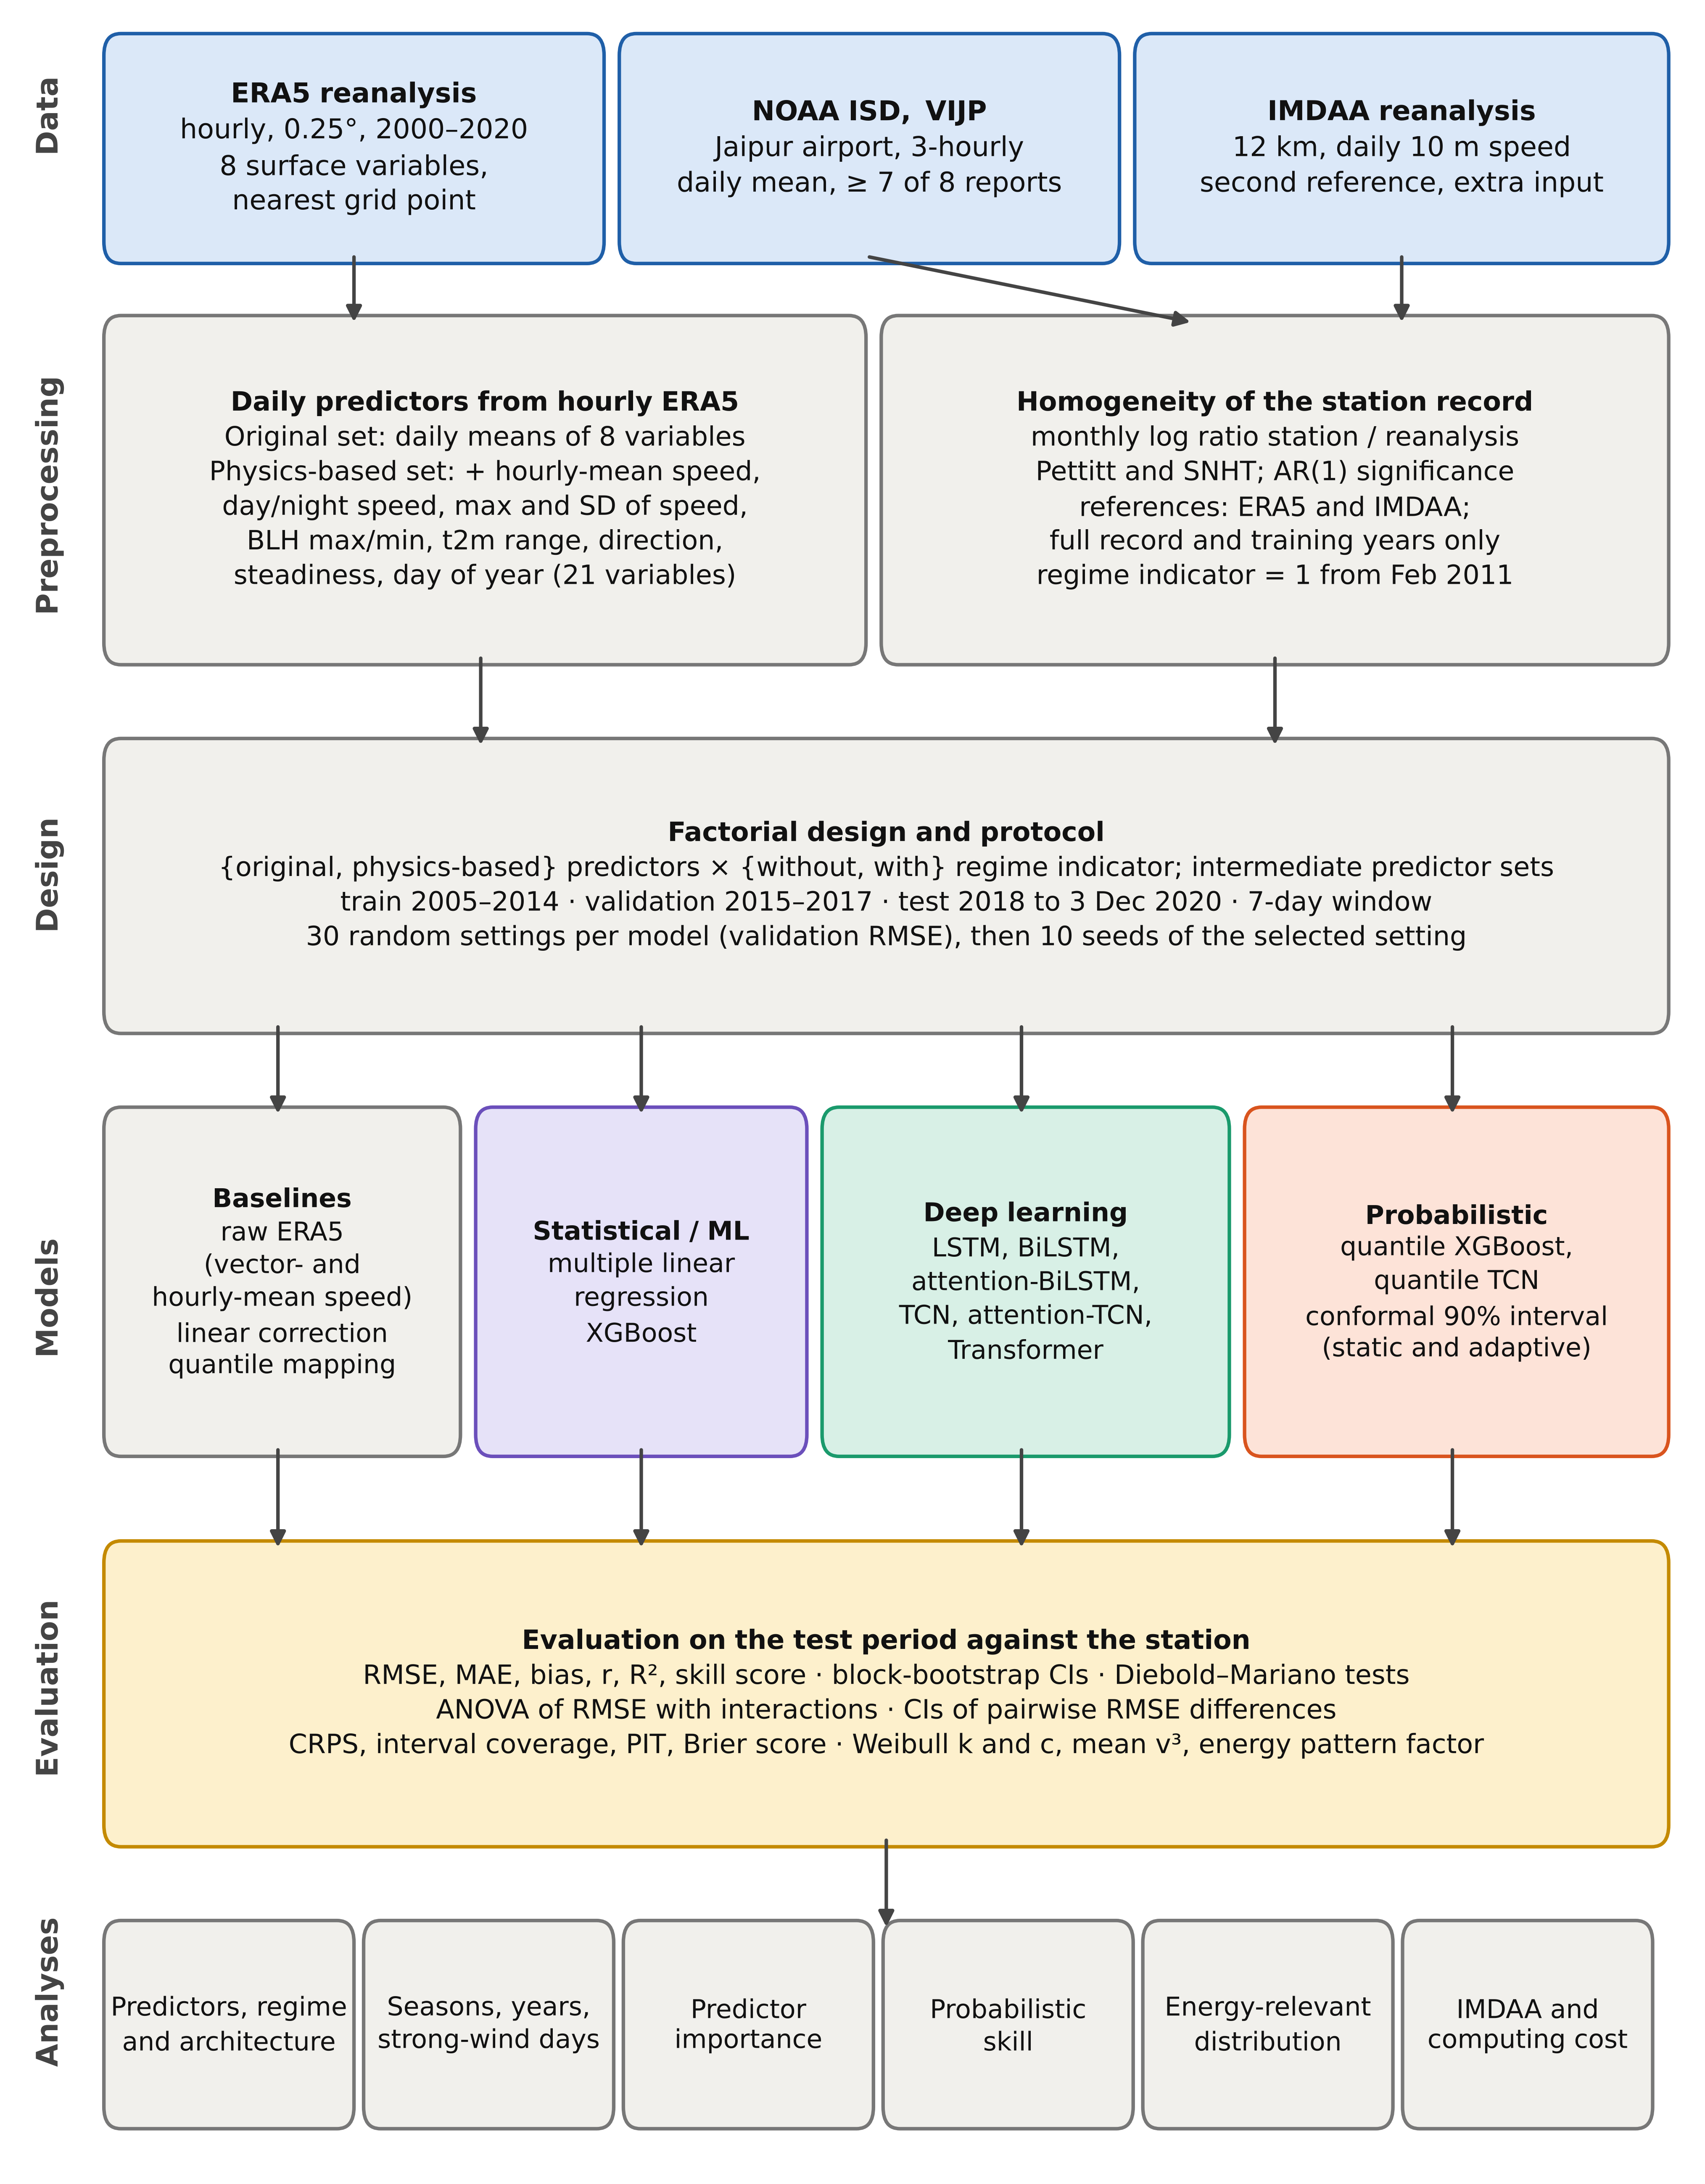 Data
ERA5 reanalysis
hourly, 0.25°, 2000–2020
8 surface variables,
nearest grid point
NOAA ISD, VIJP
Jaipur airport, 3-hourly
daily mean, ≥ 7 of 8 reports
IMDAA reanalysis
12 km, daily 10 m speed
second reference, extra input
Preprocessing
Daily predictors from hourly ERA5
Original set: daily means of 8 variables
Physics-based set: + hourly-mean speed,
day/night speed, max and SD of speed,
BLH max/min, t2m range, direction,
steadiness, day of year (21 variables)
Homogeneity of the station record
monthly log ratio station / reanalysis
Pettitt and SNHT; AR(1) significance
references: ERA5 and IMDAA;
full record and training years only
regime indicator = 1 from Feb 2011
Design
Factorial design and protocol
{original, physics-based} predictors × {without, with} regime indicator; intermediate predictor sets
train 2005–2014 · validation 2015–2017 · test 2018 to 3 Dec 2020 · 7-day window
30 random settings per model (validation RMSE), then 10 seeds of the selected setting
Models
Baselines
raw ERA5
(vector- and
hourly-mean speed)
linear correction
quantile mapping
Statistical / ML
multiple linear
regression
XGBoost
Deep learning
LSTM, BiLSTM,
attention-BiLSTM,
TCN, attention-TCN,
Transformer
Probabilistic
quantile XGBoost,
quantile TCN
conformal 90% interval
(static and adaptive)
Evaluation
Evaluation on the test period against the station
RMSE, MAE, bias, r, R², skill score · block-bootstrap CIs · Diebold–Mariano tests
ANOVA of RMSE with interactions · CIs of pairwise RMSE differences
CRPS, interval coverage, PIT, Brier score · Weibull k and c, mean v³, energy pattern factor
Analyses
Predictors, regime
and architecture
Seasons, years,
strong-wind days
Predictor
importance
Probabilistic
skill
Energy-relevant
distribution
IMDAA and
computing cost